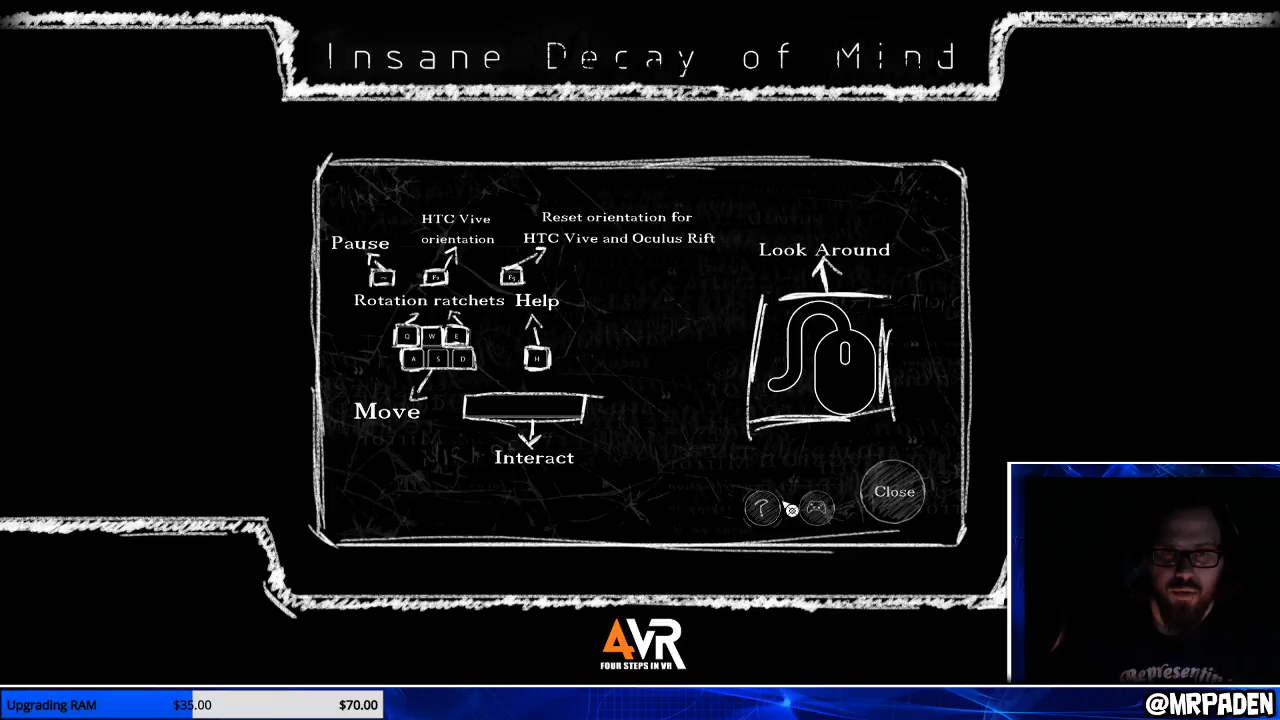 Insane Decay of Mind
HTC Vive
orientation
Reset orientation for
HTC Vive and Oculus Rift
Pause
Look Around
Rotation ratchets
Help
Q W E
A S D
H
Move
Interact
?
Close
4VR
FOUR STEPS IN VR
Representin
Upgrading RAM
$35.00
$70.00
@MRPADEN